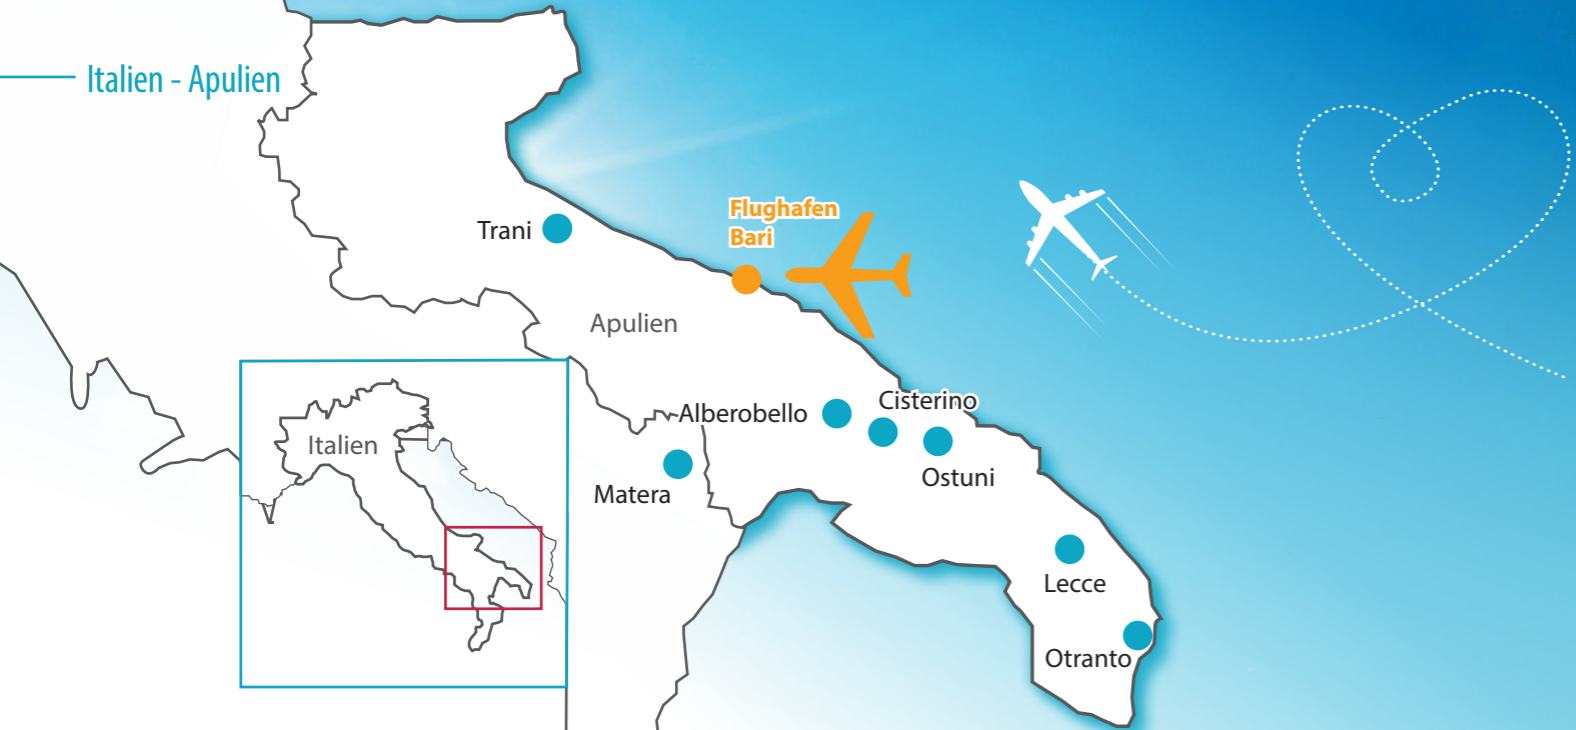 Italien - Apulien
Flughafen
Bari
Trani
Apulien
Cisterino
Alberobello
Italien
Ostuni
Matera
Lecce
Otranto